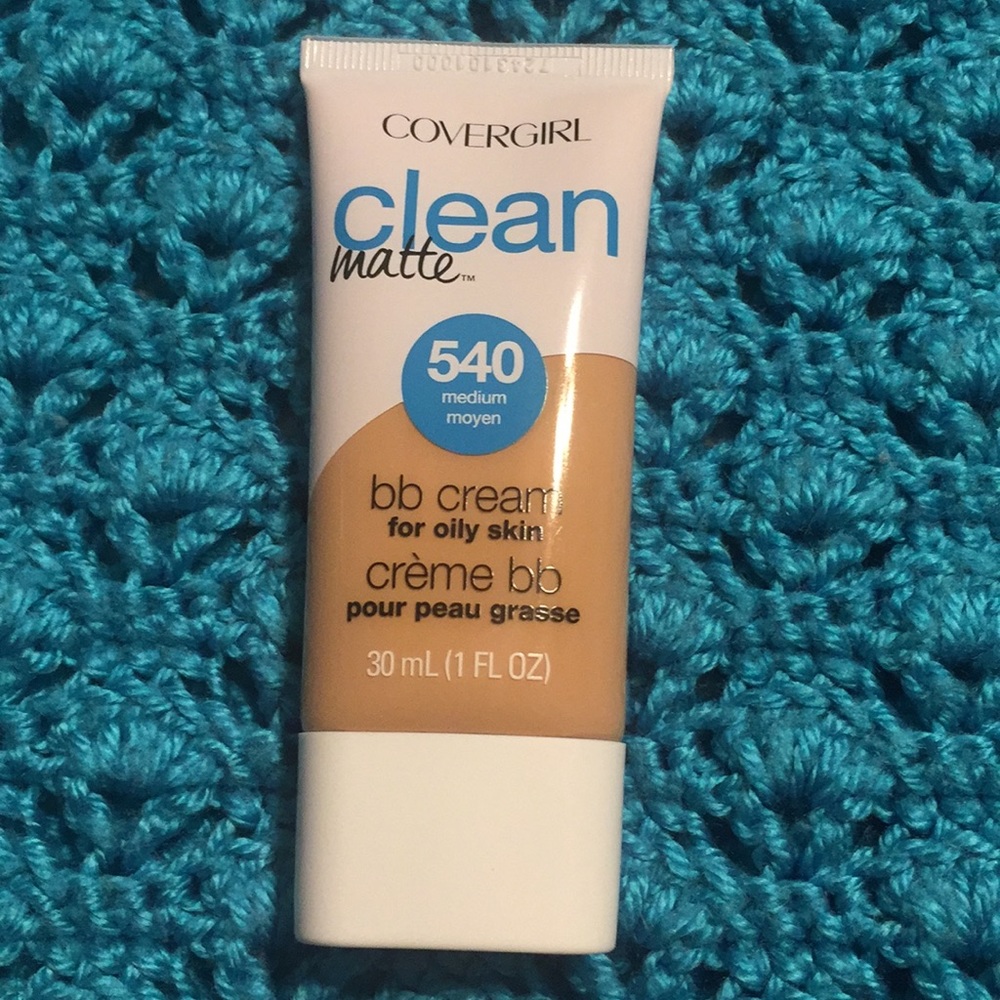 COVERGIRL
clean
matte™
540
medium
moyen
bb cream
for oily skin
crème bb
pour peau grasse
30 mL (1 FL OZ)